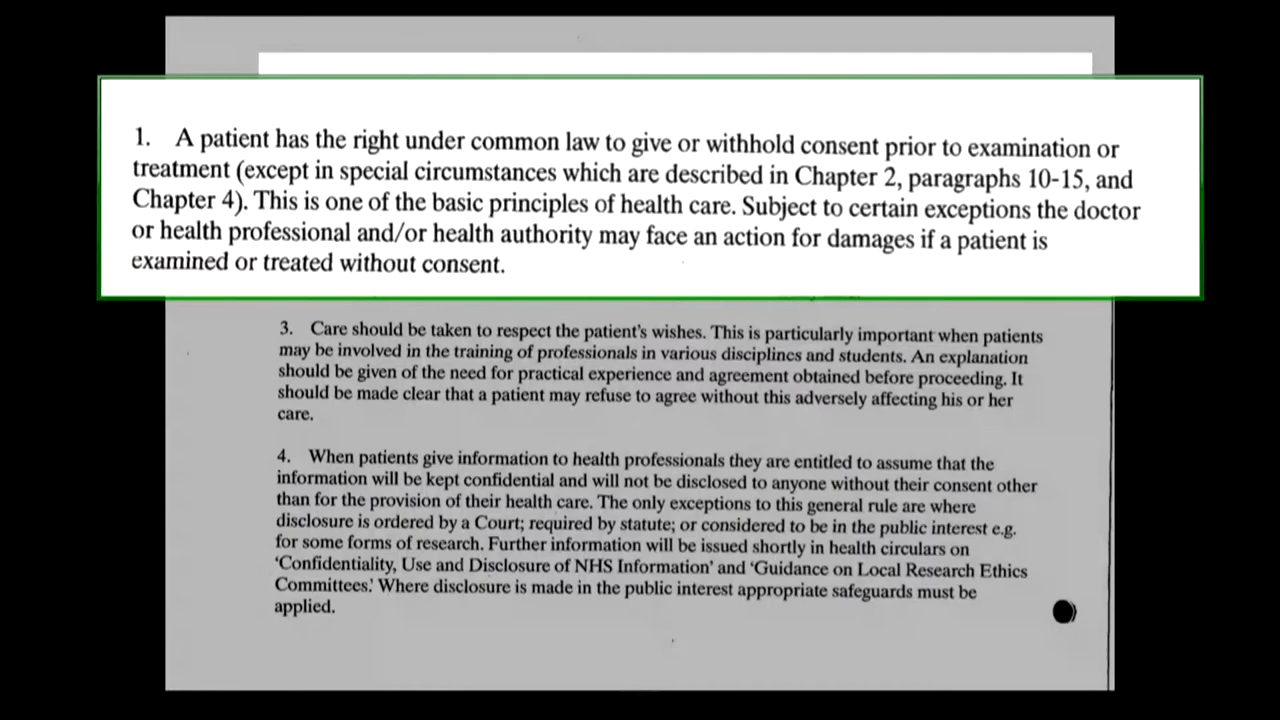 1. A patient has the right under common law to give or withhold consent prior to examination or
treatment (except in special circumstances which are described in Chapter 2, paragraphs 10-15, and
Chapter 4). This is one of the basic principles of health care. Subject to certain exceptions the doctor
or health professional and/or health authority may face an action for damages if a patient is
examined or treated without consent.
3. Care should be taken to respect the patient's wishes. This is particularly important when patients
may be involved in the training of professionals in various disciplines and students. An explanation
should be given of the need for practical experience and agreement obtained before proceeding. It
should be made clear that a patient may refuse to agree without this adversely affecting his or her
care.
4. When patients give information to health professionals they are entitled to assume that the
information will be kept confidential and will not be disclosed to anyone without their consent other
than for the provision of their health care. The only exceptions to this general rule are where
disclosure is ordered by a Court; required by statute; or considered to be in the public interest e.g.
for some forms of research. Further information will be issued shortly in health circulars on
‘Confidentiality, Use and Disclosure of NHS Information’ and ‘Guidance on Local Research Ethics
Committees.’ Where disclosure is made in the public interest appropriate safeguards must be
applied.